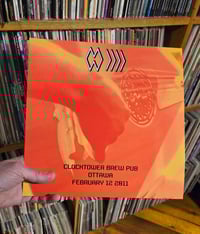 CLOCKTOWER BREW PUB
OTTAWA
FEBRUARY 12 2011